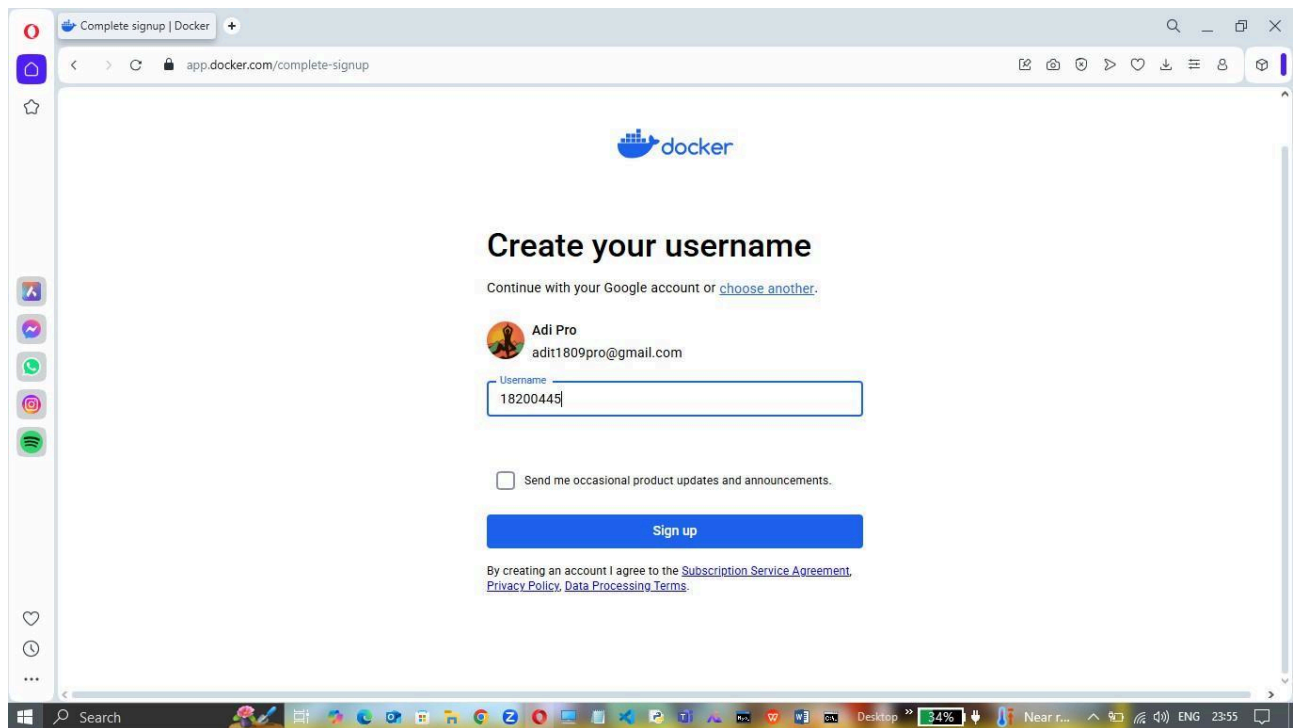 Complete signup | Docker
app.docker.com/complete-signup
docker
Create your username
Continue with your Google account or choose another.
Adi Pro
adit1809pro@gmail.com
Username
18200445
Send me occasional product updates and announcements.
Sign up
By creating an account I agree to the Subscription Service Agreement,
Privacy Policy, Data Processing Terms.
Search Desktop 34% Near r... ENG 23:55